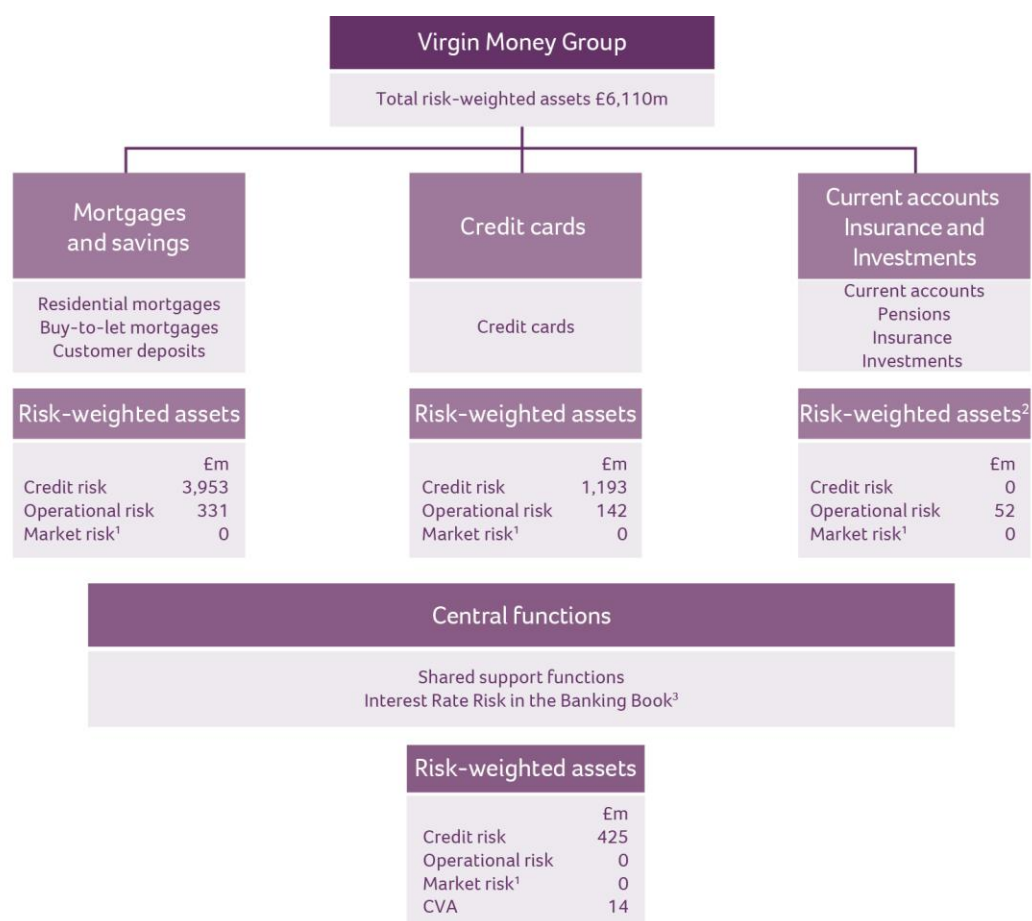 Virgin Money Group
Total risk-weighted assets £6,110m
Mortgages
and savings
Residential mortgages
Buy-to-let mortgages
Customer deposits
Risk-weighted assets
£m
Credit risk 3,953
Operational risk 331
Market risk¹ 0
Credit cards
Credit cards
Risk-weighted assets
£m
Credit risk 1,193
Operational risk 142
Market risk¹ 0
Current accounts
Insurance and
Investments
Current accounts
Pensions
Insurance
Investments
Risk-weighted assets²
£m
Credit risk 0
Operational risk 52
Market risk¹ 0
Central functions
Shared support functions
Interest Rate Risk in the Banking Book³
Risk-weighted assets
£m
Credit risk 425
Operational risk 0
Market risk¹ 0
CVA 14